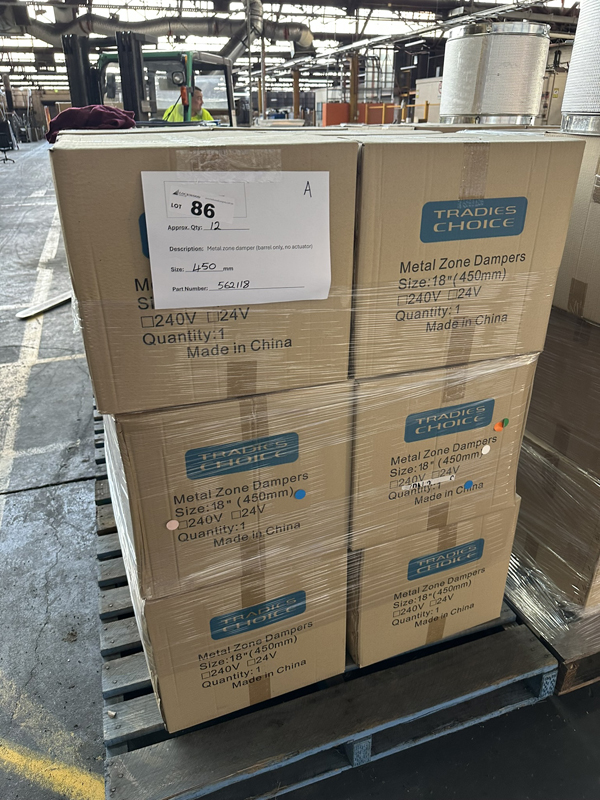 A
LOT 86
Approx. Qty: 12
Description: Metal zone damper (barrel only, no actuator)
Size: 450 mm
Part Number: 562118
M
Si
□240V □24V
Quantity:1
Made in China
TRADIES
CHOICE
Metal Zone Dampers
Size:18"(450mm)
□240V □24V
Quantity:1
Made in China
TRADIES
CHOICE
Metal Zone Dampers
Size:18"(450mm)
□240V □24V
Quantity:1
Made in China
TRADIES
CHOICE
Metal Zone Dampers
Size:18"(450mm)
□240V □24V
Quantity:1
Made in China
TRADIES
CHOICE
Metal Zone Dampers
Size:18"(450mm)
□240V □24V
Quantity:1
Made in China
TRADIES
CHOICE
Metal Zone Dampers
Size:18"(450mm)
□240V □24V
Quantity:1
Made in China